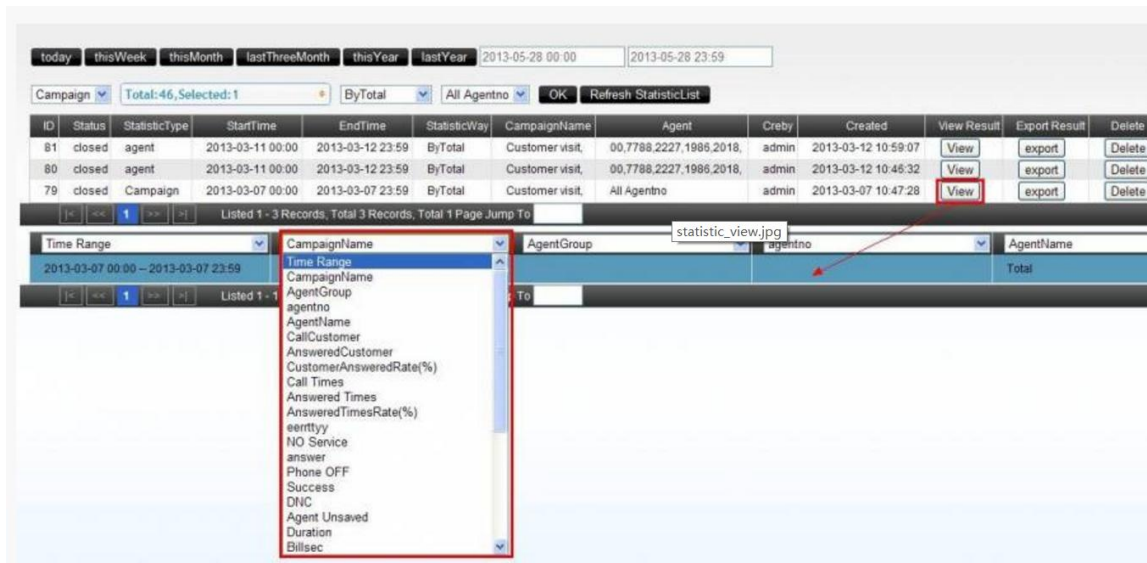 today thisWeek thisMonth lastThreeMonth thisYear lastYear 2013-05-28 00:00 2013-05-28 23:59
Campaign Total:46,Selected:1 ByTotal All Agentno OK Refresh StatisticList
ID Status StatisticType StartTime EndTime StatisticWay CampaignName Agent Creby Created View Result Export Result Delete
81 closed agent 2013-03-11 00:00 2013-03-12 23:59 ByTotal Customer visit, 00,7788,2227,1986,2018, admin 2013-03-12 10:59:07 View export Delete
80 closed agent 2013-03-11 00:00 2013-03-12 23:59 ByTotal Customer visit, 00,7788,2227,1986,2018, admin 2013-03-12 10:46:32 View export Delete
79 closed Campaign 2013-03-07 00:00 2013-03-07 23:59 ByTotal Customer visit, All Agentno admin 2013-03-07 10:47:28 View export Delete
|< << 1 >> >| Listed 1 - 3 Records, Total 3 Records, Total 1 Page Jump To
statistic_view.jpg
Time Range CampaignName AgentGroup agentno AgentName
2013-03-07 00:00 -- 2013-03-07 23:59 Total
|< << 1 >> >| Listed 1 - 1 To
Time Range
CampaignName
AgentGroup
agentno
AgentName
CallCustomer
AnsweredCustomer
CustomerAnsweredRate(%)
Call Times
Answered Times
AnsweredTimesRate(%)
eerrttyy
NO Service
answer
Phone OFF
Success
DNC
Agent Unsaved
Duration
Billsec